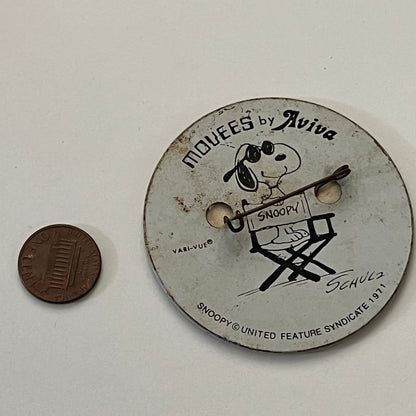 MOVEES by Aviva
SNOOPY
VARI-VUE®
SCHULZ
SNOOPY © UNITED FEATURE SYNDICATE 1971